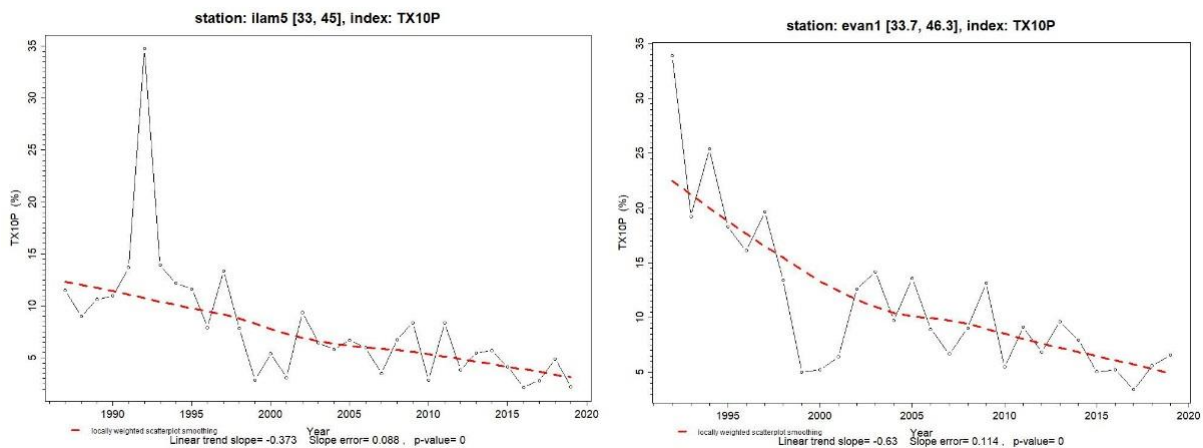 station: ilam5 [33, 45], index: TX10P
TX10P (%)
35
30
25
20
15
10
5
1990 1995 2000 2005 2010 2015 2020
Year
locally weighted scatterplot smoothing
Linear trend slope= -0.373 Slope error= 0.088 , p-value= 0
station: evan1 [33.7, 46.3], index: TX10P
TX10P (%)
35
30
25
20
15
10
5
1995 2000 2005 2010 2015 2020
Year
locally weighted scatterplot smoothing
Linear trend slope= -0.63 Slope error= 0.114 , p-value= 0